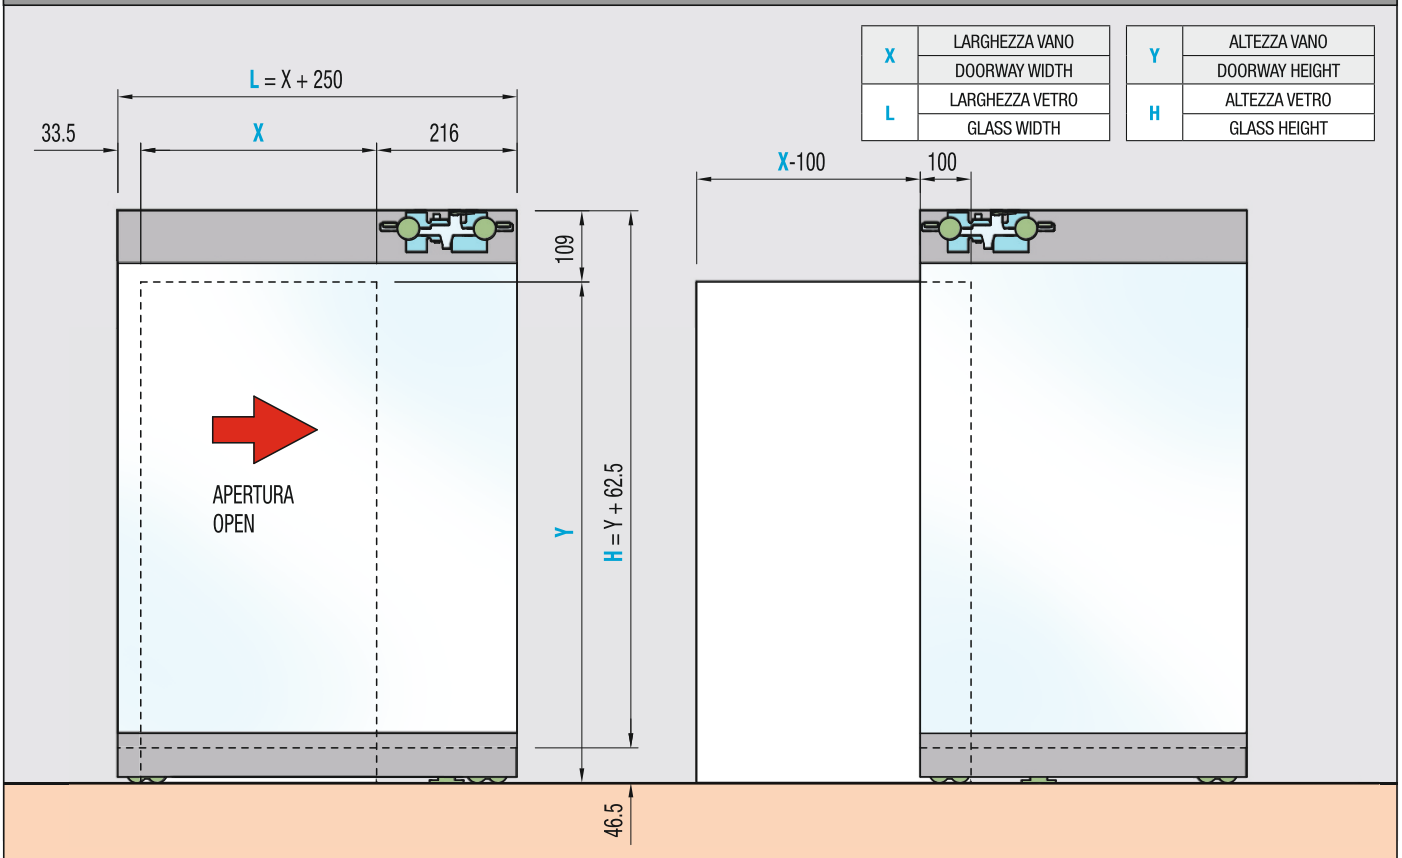 X
LARGHEZZA VANO
DOORWAY WIDTH
L
LARGHEZZA VETRO
GLASS WIDTH
Y
ALTEZZA VANO
DOORWAY HEIGHT
H
ALTEZZA VETRO
GLASS HEIGHT
L = X + 250
33.5
X
216
X-100
100
109
APERTURA
OPEN
Y
H = Y + 62.5
46.5